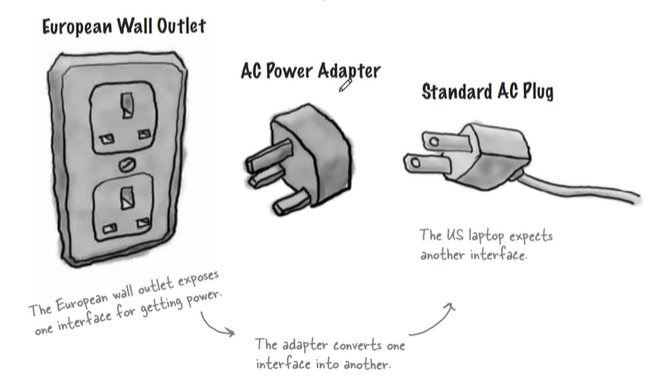 European Wall Outlet
AC Power Adapter
Standard AC Plug
The US laptop expects
another interface.
The European wall outlet exposes
one interface for getting power.
The adapter converts one
interface into another.